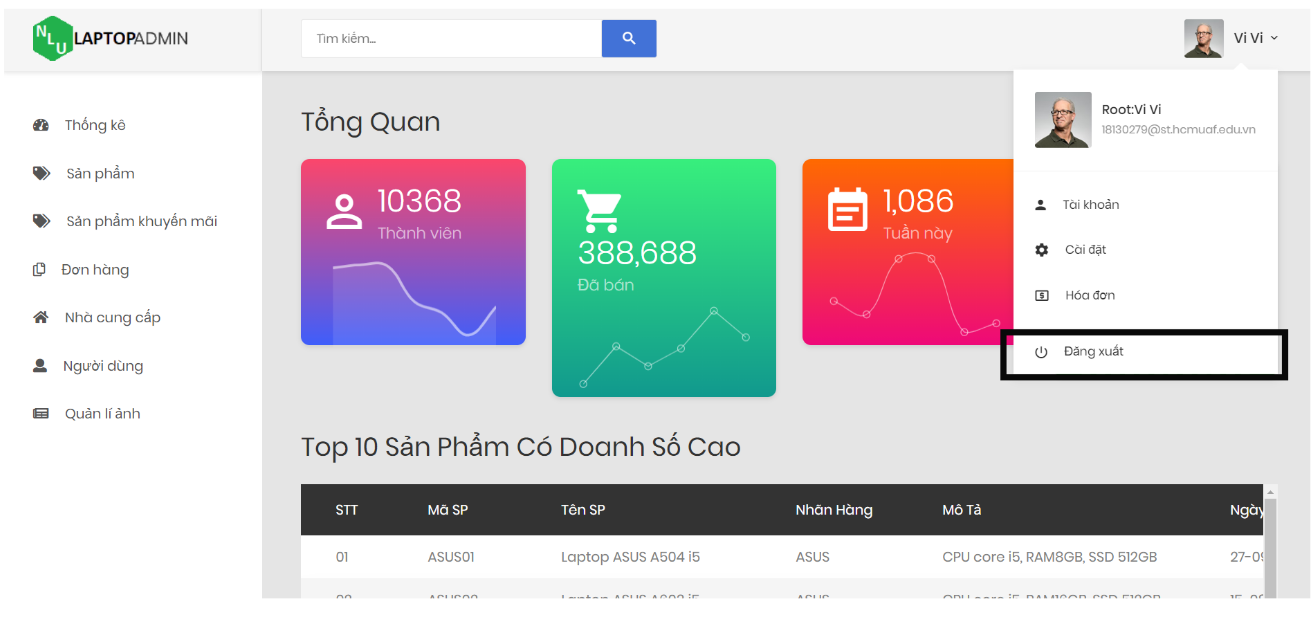 NLU LAPTOPADMIN
Tìm kiếm...
Vi Vi
Root:Vi Vi
18130279@st.hcmuaf.edu.vn
Tài khoản
Cài đặt
Hóa đơn
Đăng xuất
Thống kê
Sản phẩm
Sản phẩm khuyến mãi
Đơn hàng
Nhà cung cấp
Người dùng
Quản lí ảnh
Tổng Quan
10368
Thành viên
388,688
Đã bán
1,086
Tuần này
Top 10 Sản Phẩm Có Doanh Số Cao
STT Mã SP Tên SP Nhãn Hàng Mô Tả Ngày
01 ASUS01 Laptop ASUS A504 i5 ASUS CPU core i5, RAM8GB, SSD 512GB